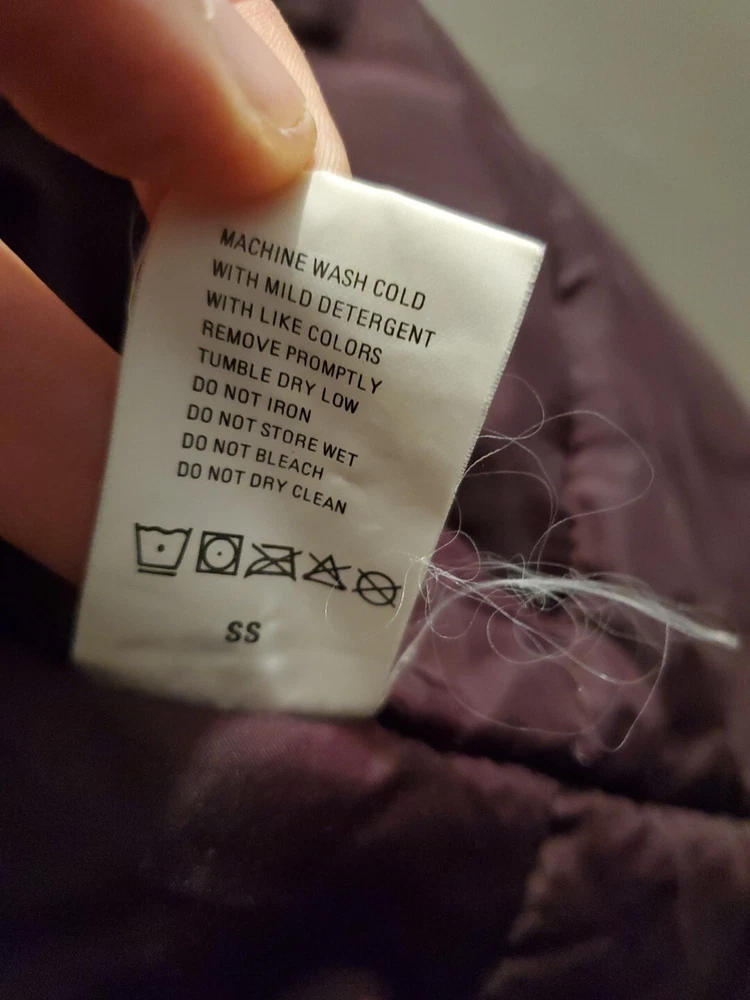 MACHINE WASH COLD
WITH MILD DETERGENT
WITH LIKE COLORS
REMOVE PROMPTLY
TUMBLE DRY LOW
DO NOT IRON
DO NOT STORE WET
DO NOT BLEACH
DO NOT DRY CLEAN
SS